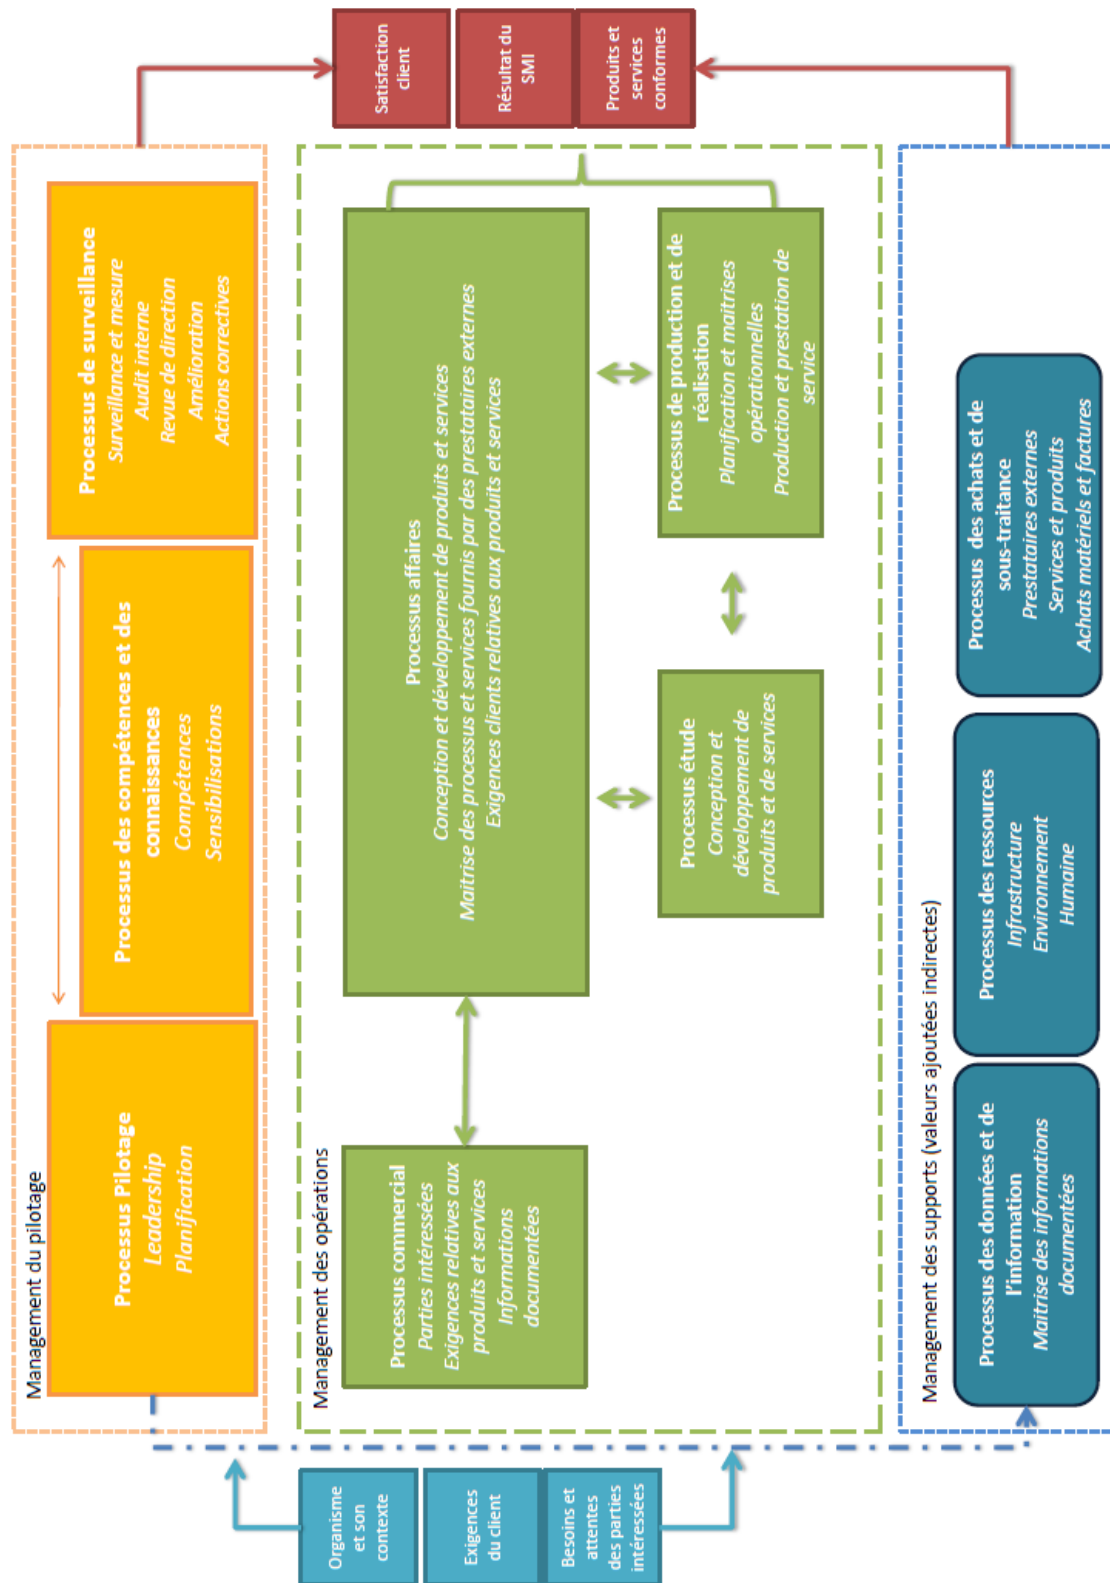 Organisme
et son
contexte
Exigences
du client
Besoins et
attentes
des parties
intéressées
Management du pilotage
Processus Pilotage
Leadership
Planification
Processus des compétences et des
connaissances
Compétences
Sensibilisations
Processus de surveillance
Surveillance et mesure
Audit interne
Revue de direction
Amélioration
Actions correctives
Management des opérations
Processus commercial
Parties intéressées
Exigences relatives aux
produits et services
Informations
documentées
Processus affaires
Conception et développement de produits et services
Maitrise des processus et services fournis par des prestataires externes
Exigences clients relatives aux produits et services
Processus étude
Conception et
développement de
produits et de services
Processus de production et de
réalisation
Planification et maitrises
opérationnelles
Production et prestation de
service
Management des supports (valeurs ajoutées indirectes)
Processus des données et de
l'information
Maitrise des informations
documentées
Processus des ressources
Infrastructure
Environnement
Humaine
Processus des achats et de
sous-traitance
Prestataires externes
Services et produits
Achats matériels et factures
Satisfaction
client
Résultat du
SMI
Produits et
services
conformes